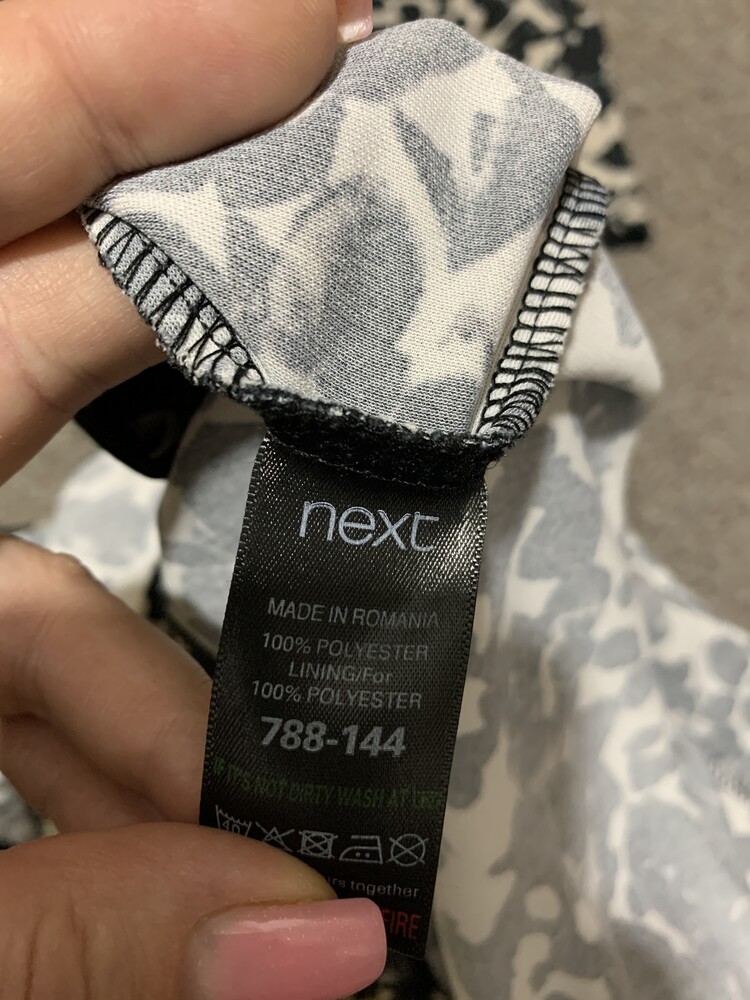 next
MADE IN ROMANIA
100% POLYESTER
LINING/For
100% POLYESTER
788-144
IF IT'S NOT DIRTY WASH AT
40
together
FIRE